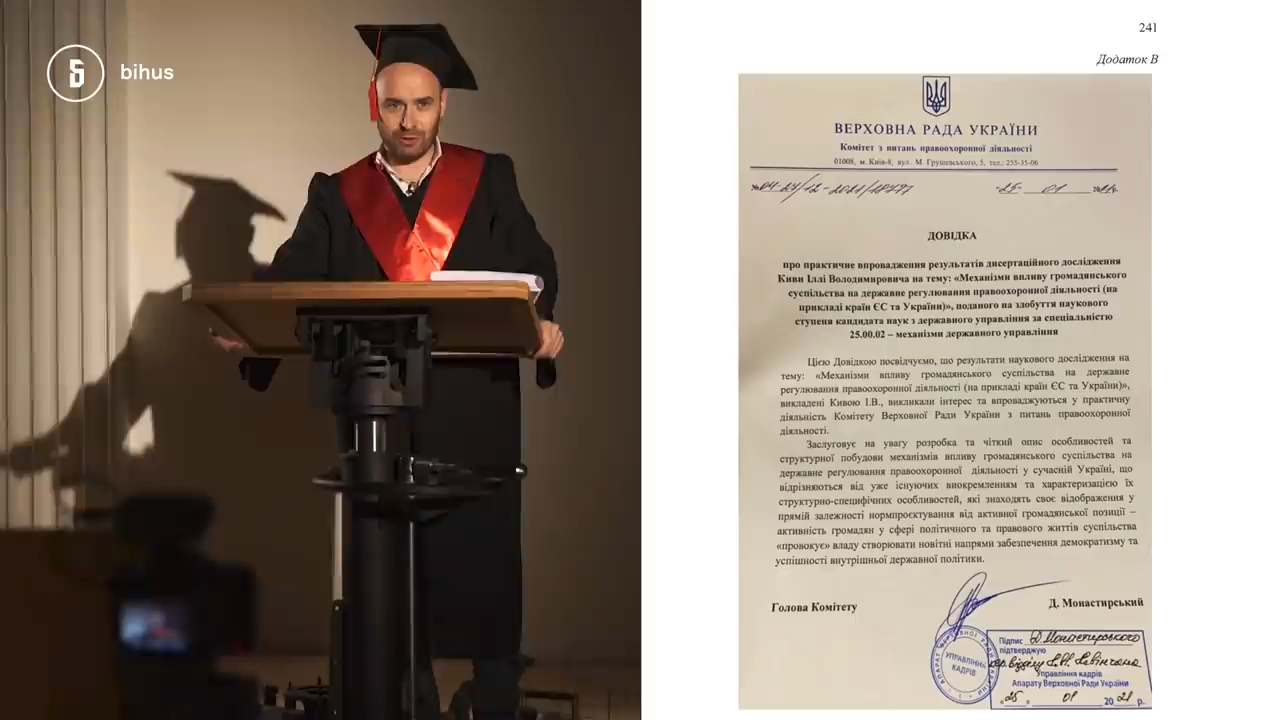 bihus
241
Додаток В
ВЕРХОВНА РАДА УКРАЇНИ
Комітет з питань правоохоронної діяльності
01008, м. Київ-8, вул. М. Грушевського, 5, тел.: 255-35-06
ДОВІДКА
про практичне впровадження результатів дисертаційного дослідження
Киви Іллі Володимировича на тему: «Механізми впливу громадянського
суспільства на державне регулювання правоохоронної діяльності (на
прикладі країн ЄС та України)», поданого на здобуття наукового
ступеня кандидата наук з державного управління за спеціальністю
25.00.02 – механізми державного управління
Цією Довідкою посвідчуємо, що результати наукового дослідження на
тему: «Механізми впливу громадянського суспільства на державне
регулювання правоохоронної діяльності (на прикладі країн ЄС та України)»,
викладені Кивою І.В., викликали інтерес та впроваджуються у практичну
діяльність Комітету Верховної Ради України з питань правоохоронної
діяльності.
Заслуговує на увагу розробка та чіткий опис особливостей та
структурної побудови механізмів впливу громадянського суспільства на
державне регулювання правоохоронної діяльності у сучасній Україні, що
відрізняються від уже існуючих виокремленням та характеризацією їх
структурно-специфічних особливостей, які знаходять своє відображення у
прямій залежності нормпроєктування від активної громадянської позиції –
активність громадян у сфері політичного та правового життів суспільства
«провокує» владу створювати новітні напрями забезпечення демократизму та
успішності внутрішньої державної політики.
Голова Комітету
Д. Монастирський
УПРАВЛІННЯ
КАДРІВ
Підпис Д. Монастирського
підтверджую
Управління кадрів
Апарату Верховної Ради України
«25» 01 2021 р.